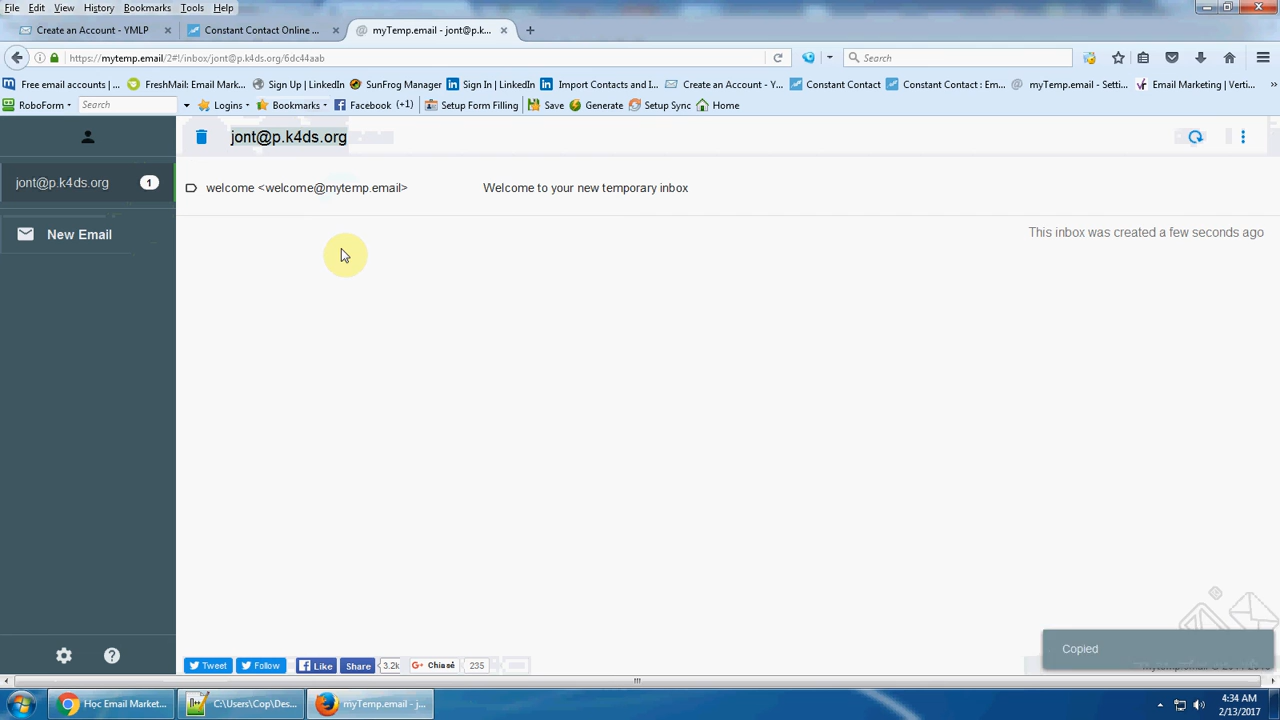 File Edit View History Bookmarks Tools Help
Create an Account - YMLP × Constant Contact Online ... × myTemp.email - jont@p.k... × +
https://mytemp.email/2#!/inbox/jont@p.k4ds.org/6dc44aab Search
Free email accounts | ... FreshMail: Email Mark... Sign Up | LinkedIn SunFrog Manager Sign In | LinkedIn Import Contacts and I... Create an Account - Y... Constant Contact Constant Contact : Em... myTemp.email - Setti... Email Marketing | Verti...
RoboForm Search Logins Bookmarks Facebook (+1) Setup Form Filling Save Generate Setup Sync Home
jont@p.k4ds.org
jont@p.k4ds.org 1
welcome <welcome@mytemp.email> Welcome to your new temporary inbox
New Email
This inbox was created a few seconds ago
Copied
Tweet Follow Like Share 3.2k G+ Chia sẻ 235
Học Email Market... C:\Users\Cop\Des... myTemp.email - j...
4:34 AM
2/13/2017